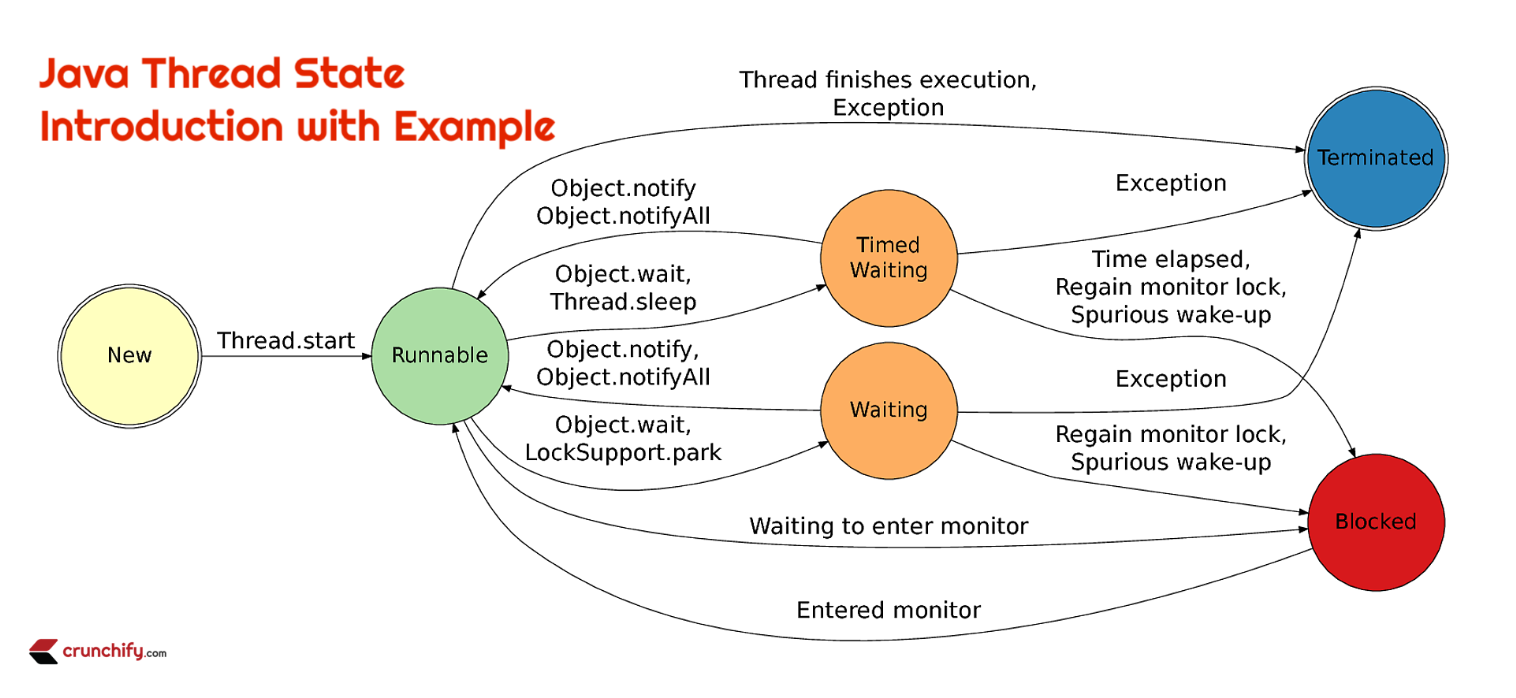 Java Thread State
Introduction with Example
Thread finishes execution,
Exception
Terminated
Object.notify
Object.notifyAll
Exception
Timed
Waiting
Object.wait,
Thread.sleep
Time elapsed,
Regain monitor lock,
Spurious wake-up
New
Thread.start
Runnable
Object.notify,
Object.notifyAll
Exception
Waiting
Object.wait,
LockSupport.park
Regain monitor lock,
Spurious wake-up
Waiting to enter monitor
Blocked
Entered monitor
crunchify.com